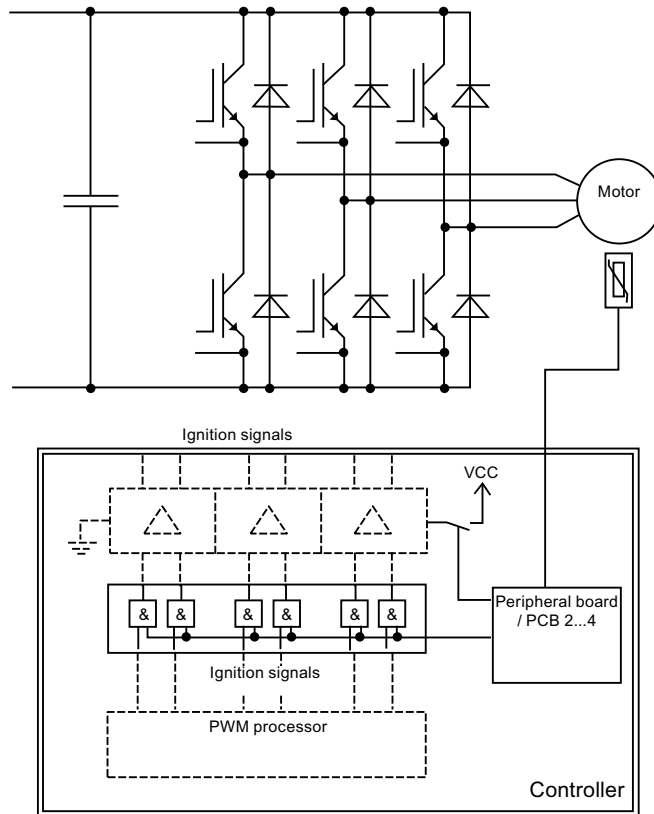 Motor
Ignition signals
VCC
& & & & & &
Peripheral board
/ PCB 2...4
Ignition signals
PWM processor
Controller